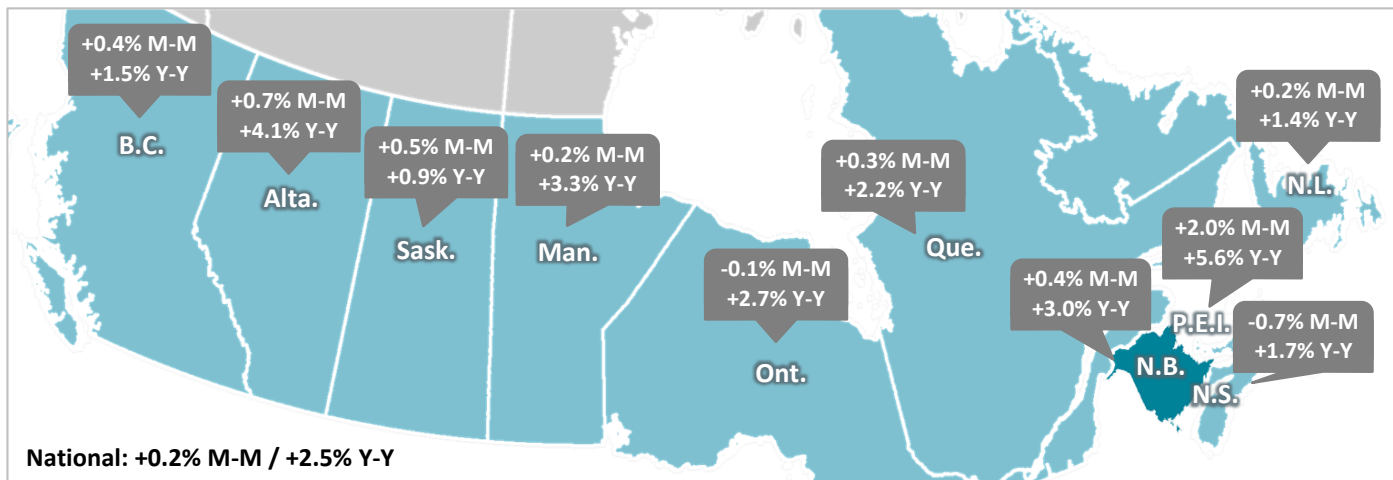 +0.4% M-M
+1.5% Y-Y
B.C.
+0.7% M-M
+4.1% Y-Y
Alta.
+0.5% M-M
+0.9% Y-Y
Sask.
+0.2% M-M
+3.3% Y-Y
Man.
-0.1% M-M
+2.7% Y-Y
Ont.
+0.3% M-M
+2.2% Y-Y
Que.
+0.2% M-M
+1.4% Y-Y
N.L.
+2.0% M-M
+5.6% Y-Y
P.E.I.
+0.4% M-M
+3.0% Y-Y
N.B.
-0.7% M-M
+1.7% Y-Y
N.S.
National: +0.2% M-M / +2.5% Y-Y